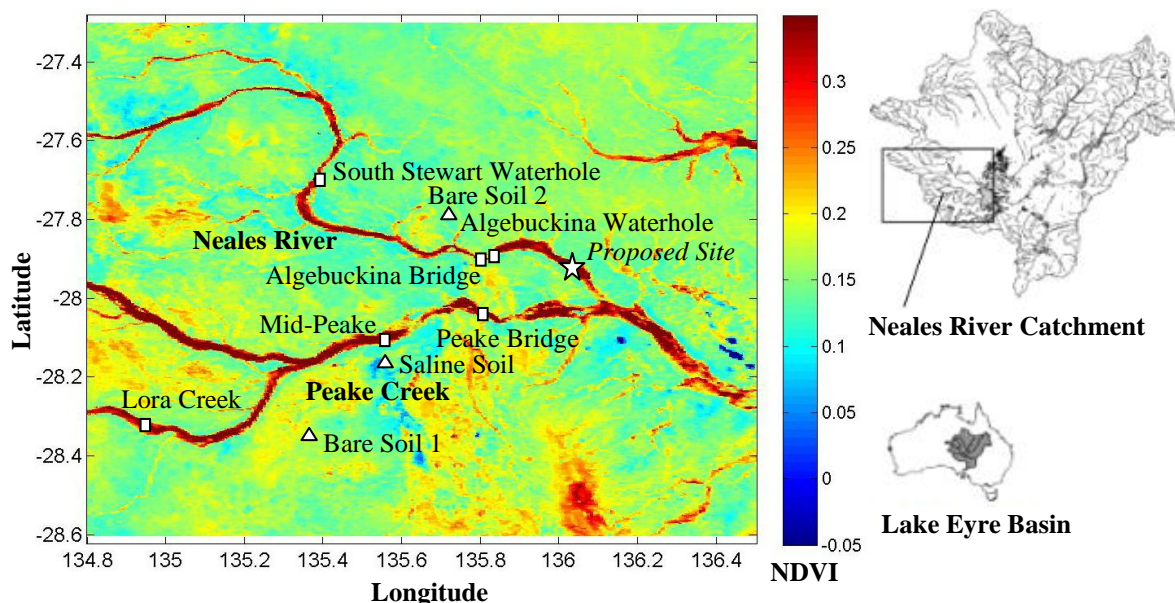 -27.4
-27.6
-27.8
-28
-28.2
-28.4
-28.6
Latitude
134.8
135
135.2
135.4
135.6
135.8
136
136.2
136.4
Longitude
South Stewart Waterhole
Bare Soil 2
Algebuckina Waterhole
Neales River
Proposed Site
Algebuckina Bridge
Mid-Peake
Peake Bridge
Saline Soil
Peake Creek
Lora Creek
Bare Soil 1
0.3
0.25
0.2
0.15
0.1
0.05
0
-0.05
NDVI
Neales River Catchment
Lake Eyre Basin